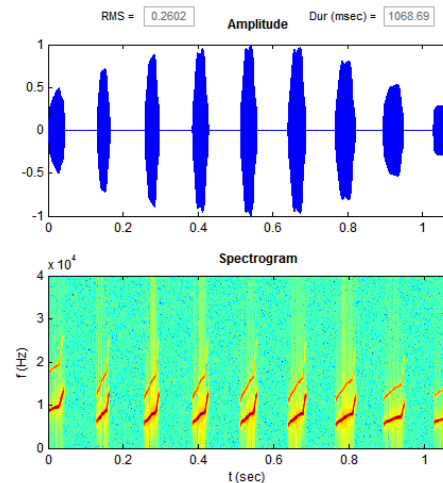 RMS = 0.2602 Dur (msec) = 1068.69
Amplitude
1
0.5
0
-0.5
-1
0 0.2 0.4 0.6 0.8 1
Spectrogram
x 10^4
4
3
2
1
0
f (Hz)
0 0.2 0.4 0.6 0.8 1
t (sec)